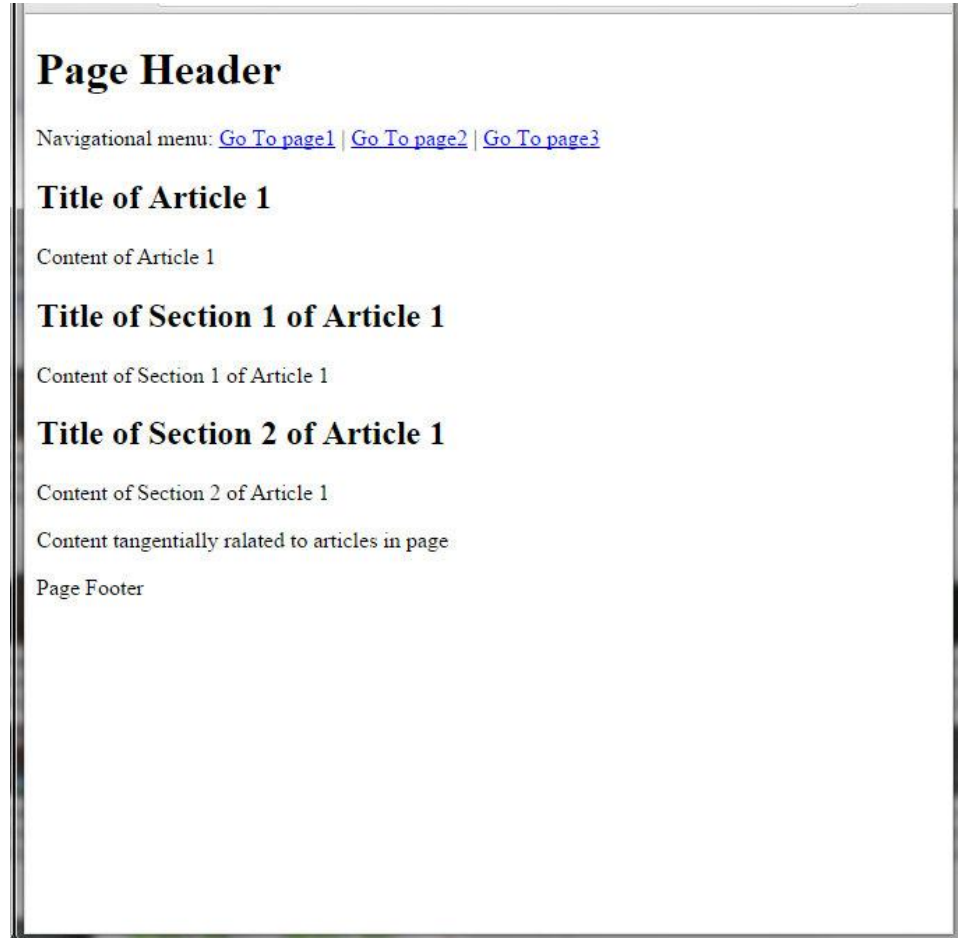 Page Header
Navigational menu: Go To page1 | Go To page2 | Go To page3
Title of Article 1
Content of Article 1
Title of Section 1 of Article 1
Content of Section 1 of Article 1
Title of Section 2 of Article 1
Content of Section 2 of Article 1
Content tangentially ralated to articles in page
Page Footer